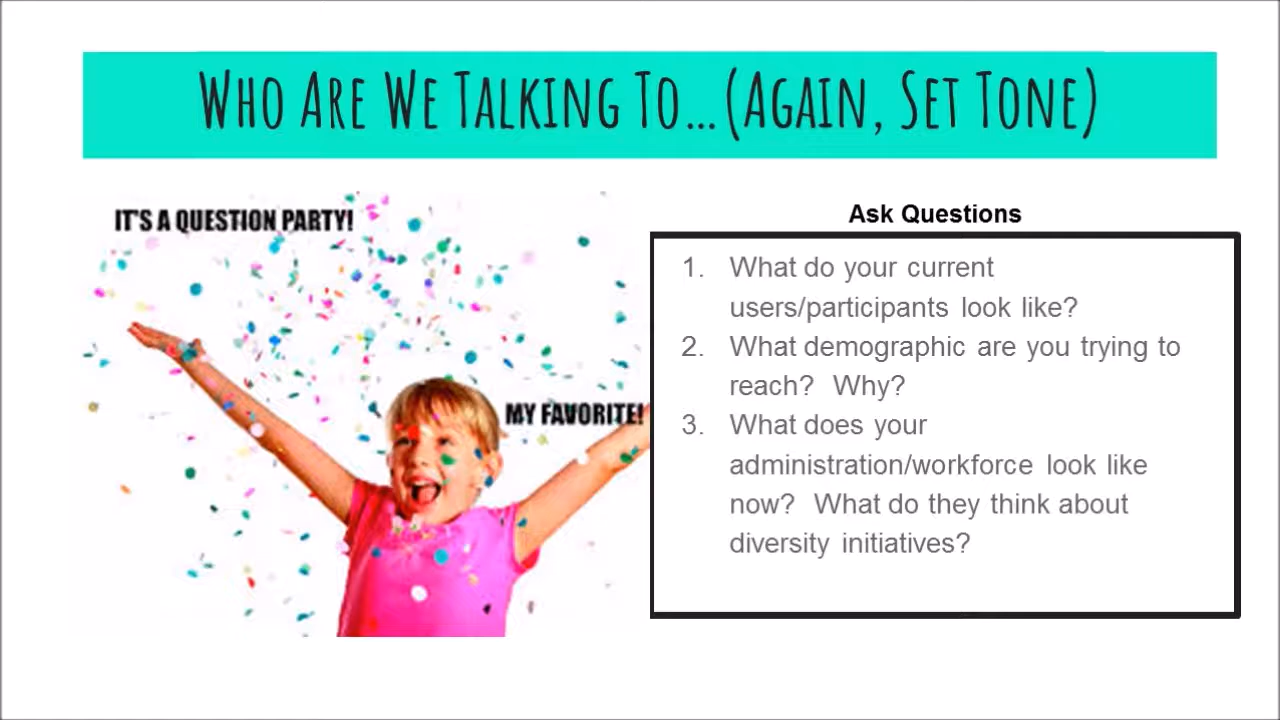 Who Are We Talking To...(Again, Set Tone)
IT'S A QUESTION PARTY!
MY FAVORITE!
Ask Questions
1. What do your current
users/participants look like?
2. What demographic are you trying to
reach? Why?
3. What does your
administration/workforce look like
now? What do they think about
diversity initiatives?